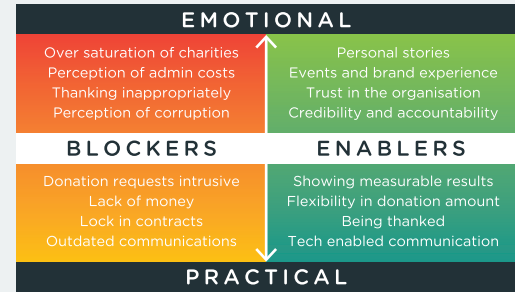 EMOTIONAL
Over saturation of charities
Perception of admin costs
Thanking inappropriately
Perception of corruption
Personal stories
Events and brand experience
Trust in the organisation
Credibility and accountability
BLOCKERS
ENABLERS
Donation requests intrusive
Lack of money
Lock in contracts
Outdated communications
Showing measurable results
Flexibility in donation amount
Being thanked
Tech enabled communication
PRACTICAL